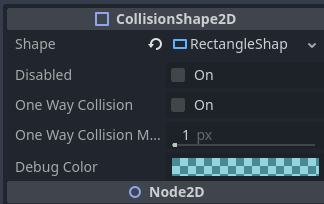 CollisionShape2D
Shape RectangleShap
Disabled On
One Way Collision On
One Way Collision M... 1 px
Debug Color
Node2D